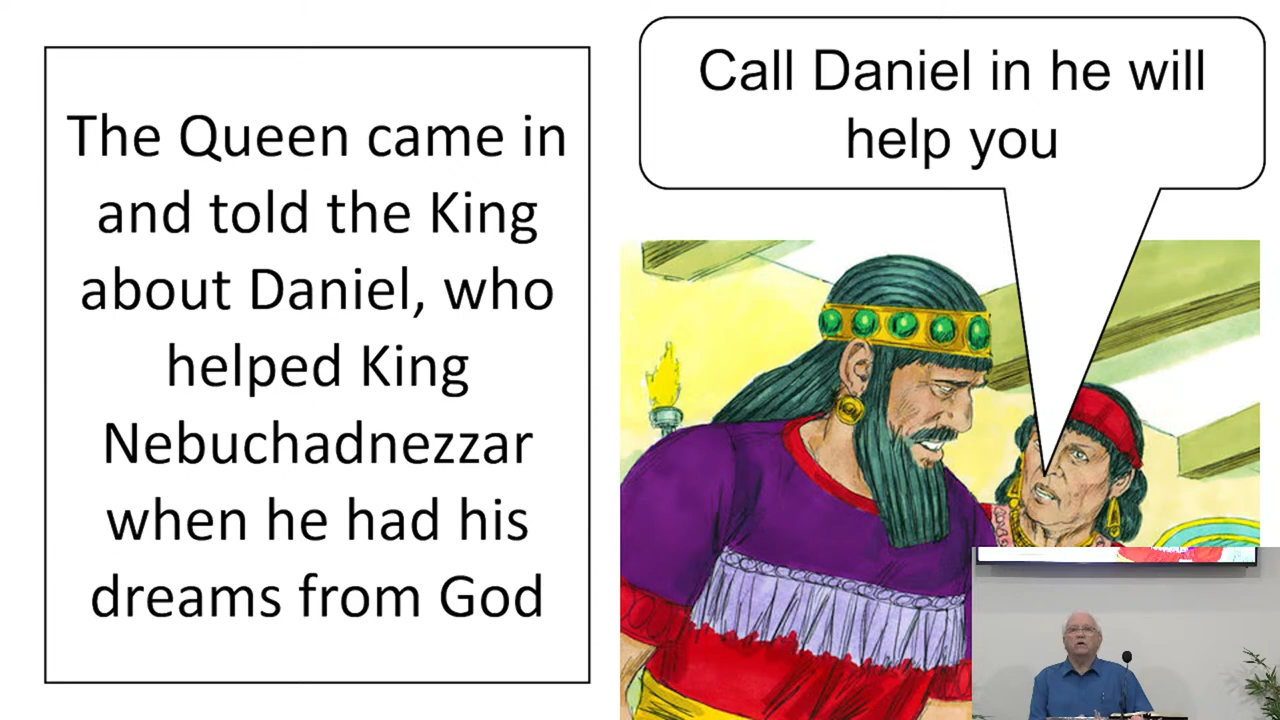 The Queen came in
and told the King
about Daniel, who
helped King
Nebuchadnezzar
when he had his
dreams from God
Call Daniel in he will
help you